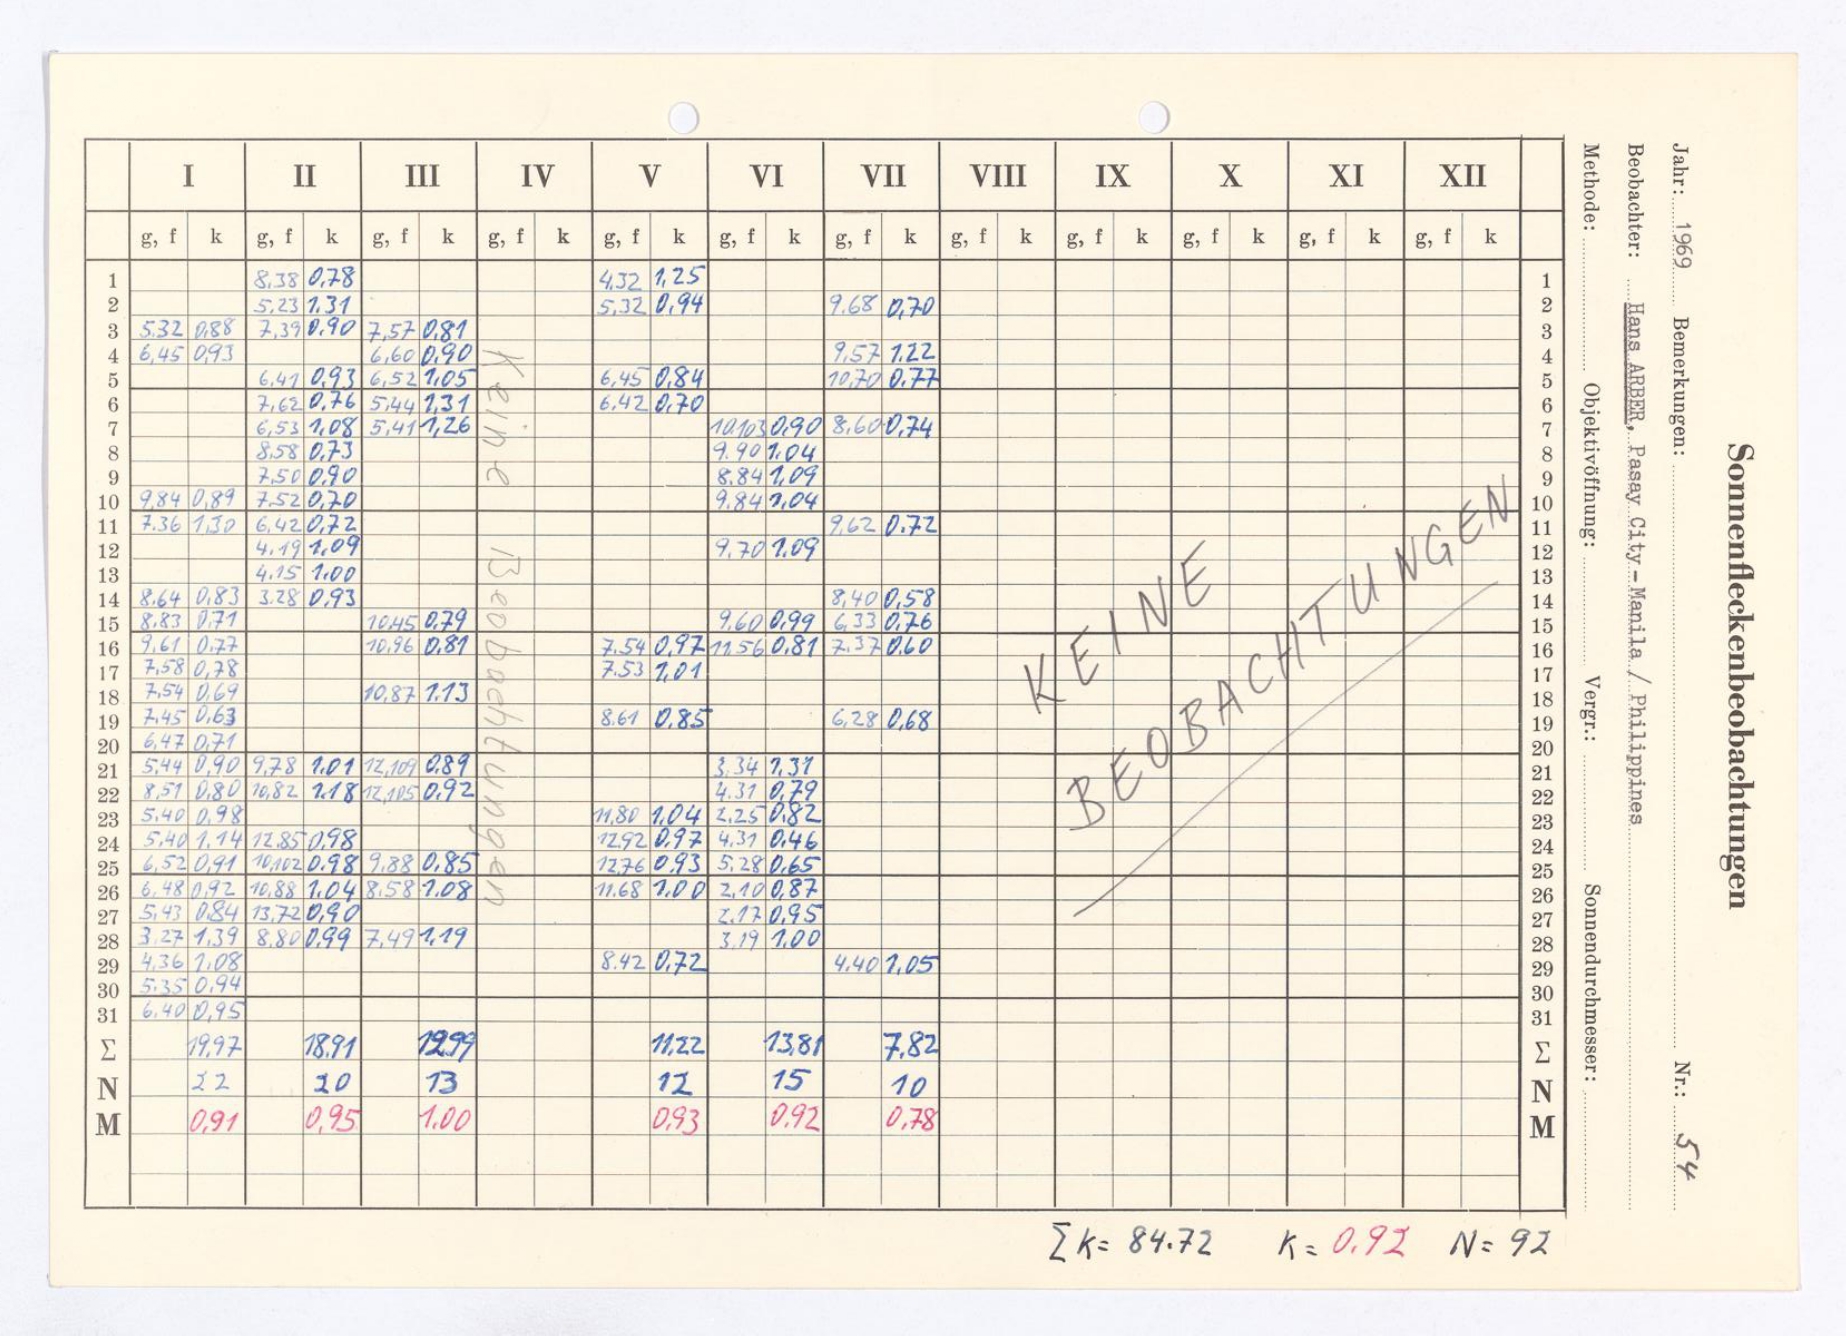 I II III IV V VI VII VIII IX X XI XII
g, f k g, f k g, f k g, f k g, f k g, f k g, f k g, f k g, f k g, f k g, f k g, f k
1 8.38 0,78 4.32 1,25 1
2 5.23 1.31 5.32 0,94 9.68 0,70 2
3 5.32 0,88 7,39 0,90 7,57 0,81 3
4 6,45 0,93 6,60 0,90 9,57 1.22 4
5 6,41 0,93 6,52 1,05 6,45 0,84 10,70 0.77 5
6 7,62 0,76 5,44 1,31 6.42 0,70 6
7 6,53 1,08 5,41 1,26 10.103 0,90 8,60 0,74 7
8 8.58 0,73 9.90 1.04 8
9 7,50 0,90 8.84 1,09 9
10 9,84 0,89 7.52 0,70 9.84 1,04 10
11 7.36 1,30 6,42 0,72 9,62 0.72 11
12 4.19 1.09 9,70 1.09 12
13 4.15 1.00 13
14 8.64 0,83 3.28 0,93 8,40 0,58 14
15 8.83 0,71 10.45 0,79 9.60 0,99 6,33 0,76 15
16 9,61 0,77 10,96 0,81 7.54 0,97 11.56 0,81 7.37 0,60 16
17 7,58 0,78 7.53 1,01 17
18 7,54 0,69 10,87 1.13 18
19 7,45 0,63 8.61 0,85 6,28 0,68 19
20 6,47 0,71 20
21 5,44 0,90 9,78 1.01 12,109 0,89 3.34 1,31 21
22 8,51 0,80 10,82 1.18 12,105 0,92 4.31 0,79 22
23 5,40 0,98 11,80 1,04 2,25 0,82 23
24 5,40 1,14 12.85 0,98 12,92 0,97 4,31 0,46 24
25 6,52 0,91 10,102 0,98 9,88 0,85 12,76 0,93 5,28 0,65 25
26 6,48 0,92 10,88 1,04 8,58 1,08 11.68 1,00 2,10 0,87 26
27 5,43 0,84 13,72 0,90 2.17 0,95 27
28 3.27 1,39 8.80 0,99 7,49 1,19 3,19 1.00 28
29 4,36 1,08 8.42 0,72 4.40 1,05 29
30 5.35 0,94 30
31 6.40 0,95 31
Σ 19,97 18,91 12,99 11,22 13,81 7,82 Σ
N 22 20 13 12 15 10 N
M 0,91 0,95 1,00 0,93 0,92 0,78 M
Keine Beobachtungen
KEINE
BEOBACHTUNGEN
Σ K = 84.72 K = 0.92 N = 92
Sonnenfleckenbeobachtungen
Jahr: 1969 Bemerkungen: Nr.: 54
Beobachter: Hans ARBER, Pasay City-Manila / Philippines
Methode: Objektivöffnung: Vergr.: Sonnendurchmesser: